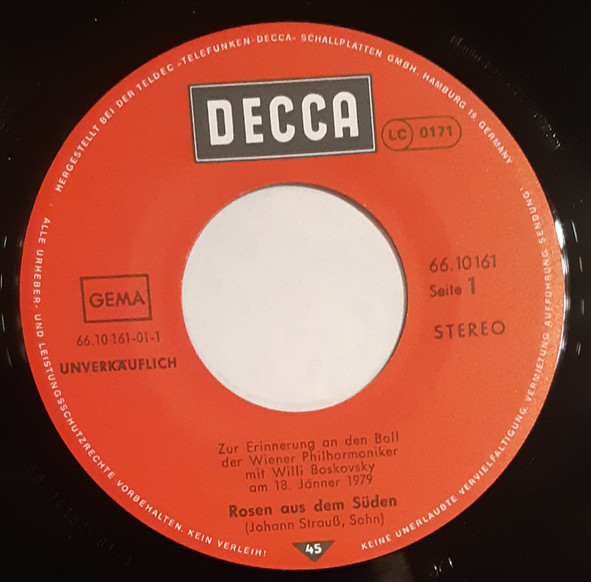 HERGESTELLT BEI DER TELDEC „TELEFUNKEN-DECCA“ SCHALLPLATTEN GMBH. HAMBURG 19 GERMANY
DECCA
LC 0171
66.10161
Seite 1
STEREO
GEMA
66.10 161-01-1
UNVERKÄUFLICH
Zur Erinnerung an den Ball
der Wiener Philharmoniker
mit Willi Boskovsky
am 18. Jänner 1979
Rosen aus dem Süden
(Johann Strauß, Sohn)
45
ALLE URHEBER- UND LEISTUNGSSCHUTZRECHTE VORBEHALTEN. KEIN VERLEIH!
KEINE UNERLAUBTE VERVIELFÄLTIGUNG, VERMIETUNG, AUFFÜHRUNG, SENDUNG!